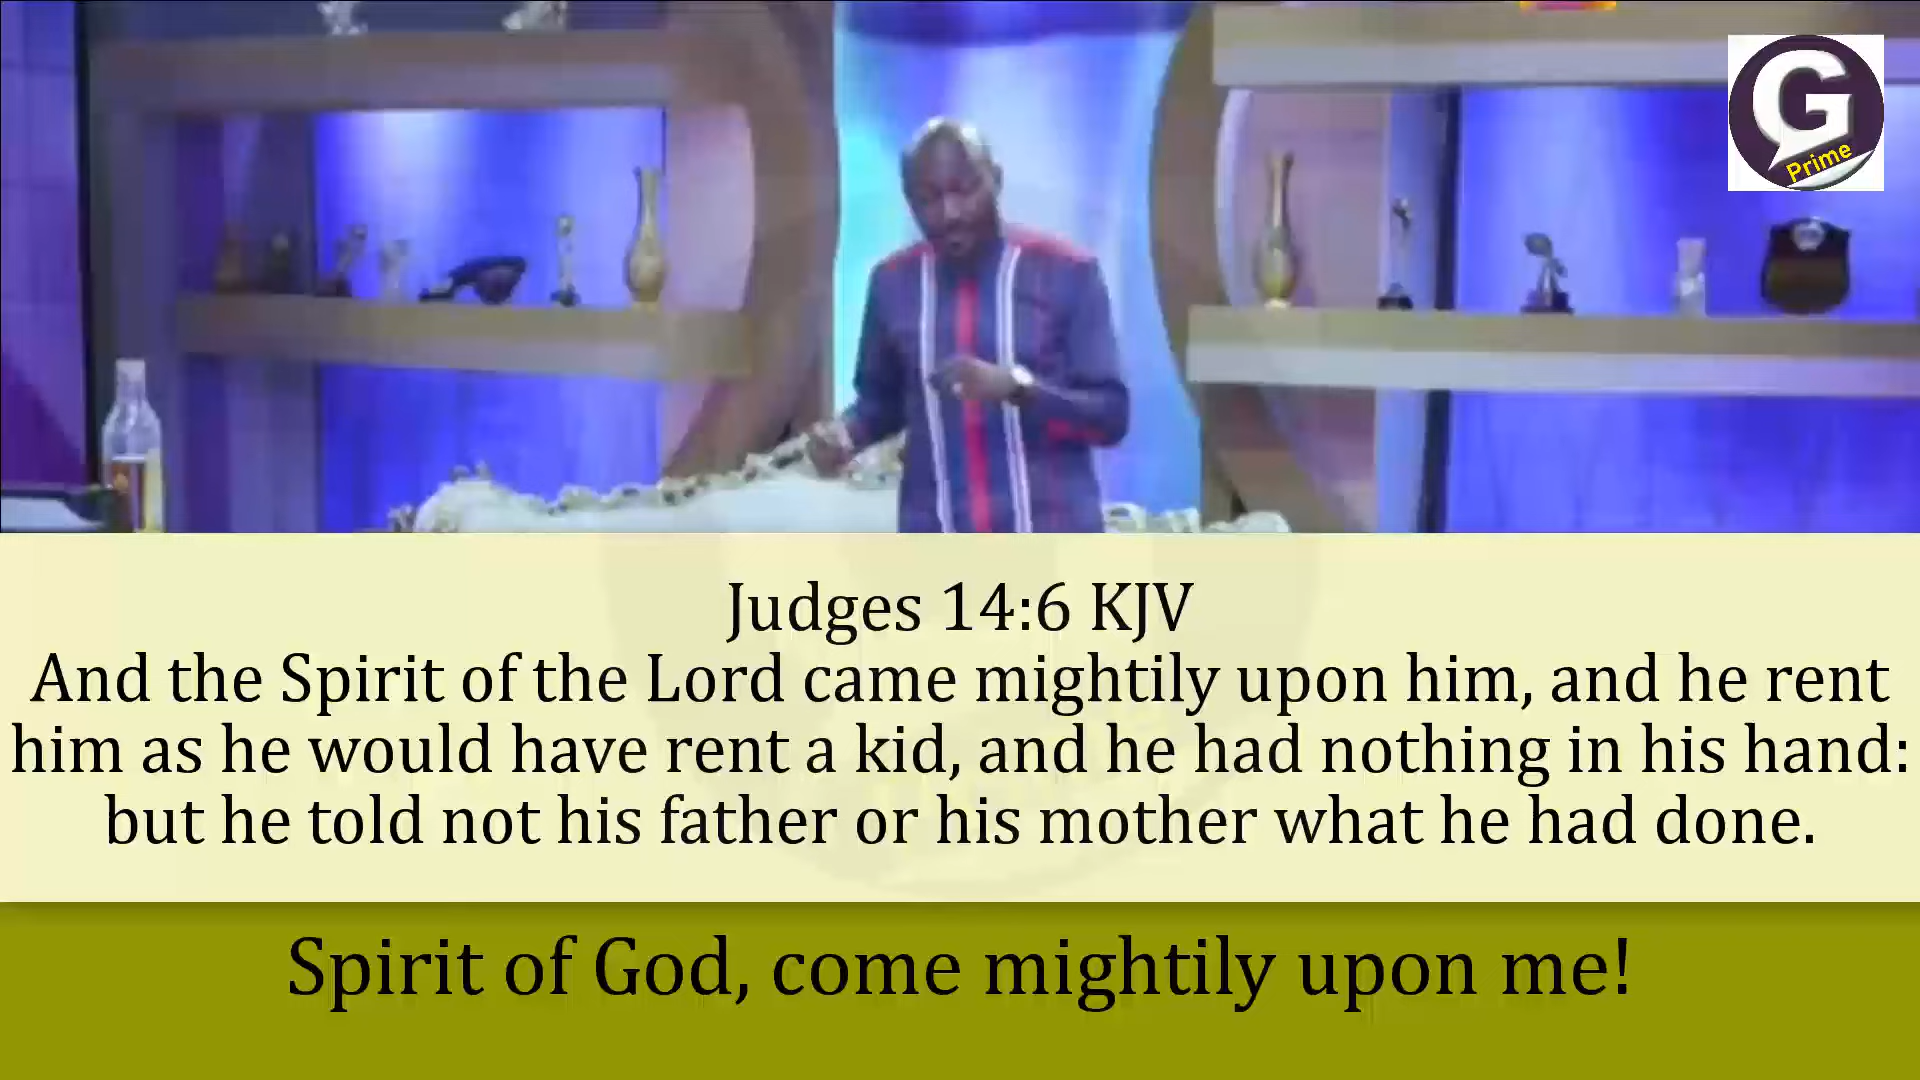 G
Prime
Judges 14:6 KJV
And the Spirit of the Lord came mightily upon him, and he rent
him as he would have rent a kid, and he had nothing in his hand:
but he told not his father or his mother what he had done.
Spirit of God, come mightily upon me!